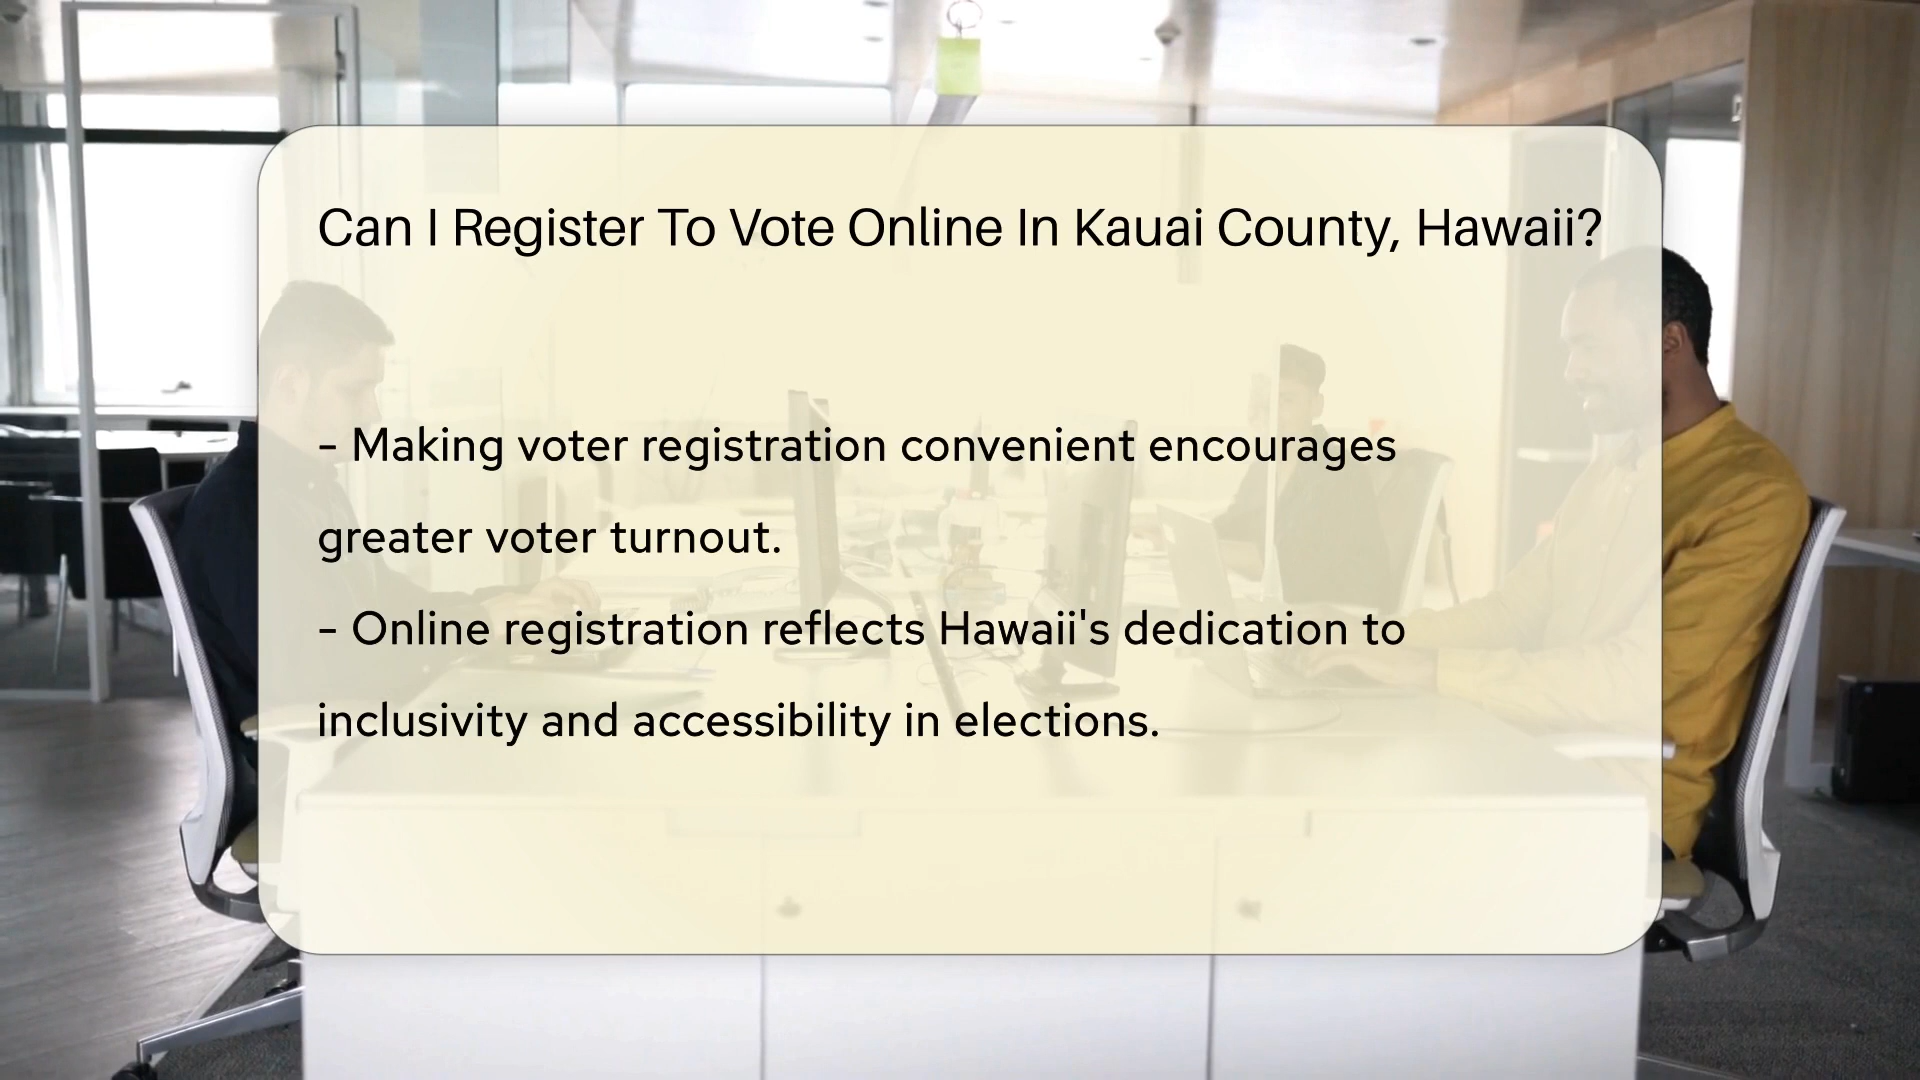 Can I Register To Vote Online In Kauai County, Hawaii?
- Making voter registration convenient encourages
greater voter turnout.
- Online registration reflects Hawaii's dedication to
inclusivity and accessibility in elections.